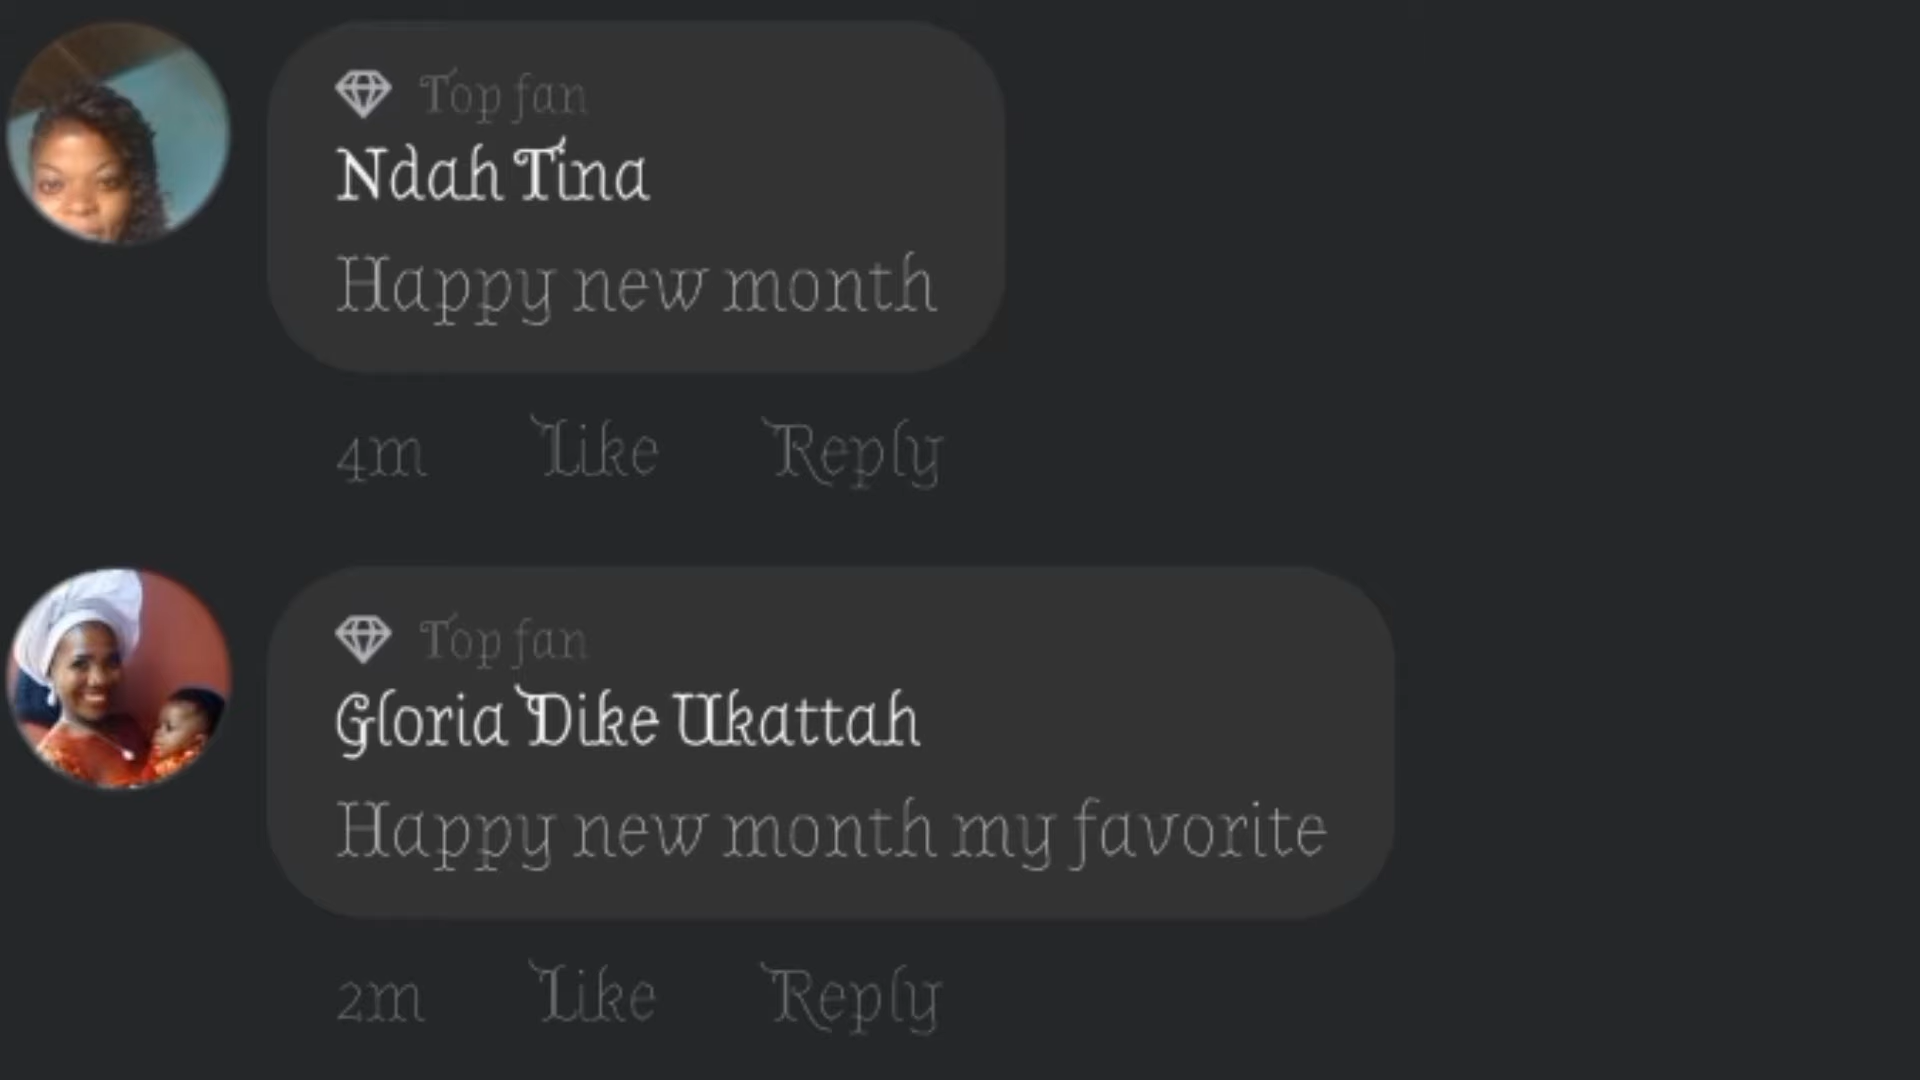 Top fan
Ndah Tina
Happy new month
4m Like Reply
Top fan
Gloria Dike Ukattah
Happy new month my favorite
2m Like Reply